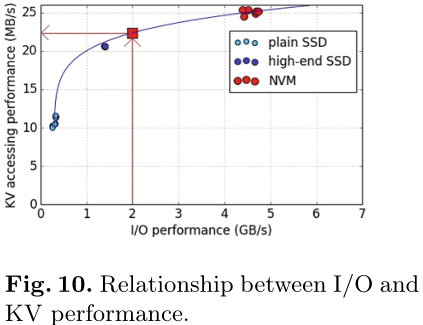 25
20
15
10
5
0
KV accessing performance (MB/s)
plain SSD
high-end SSD
NVM
0 1 2 3 4 5 6 7
I/O performance (GB/s)
Fig. 10. Relationship between I/O and
KV performance.